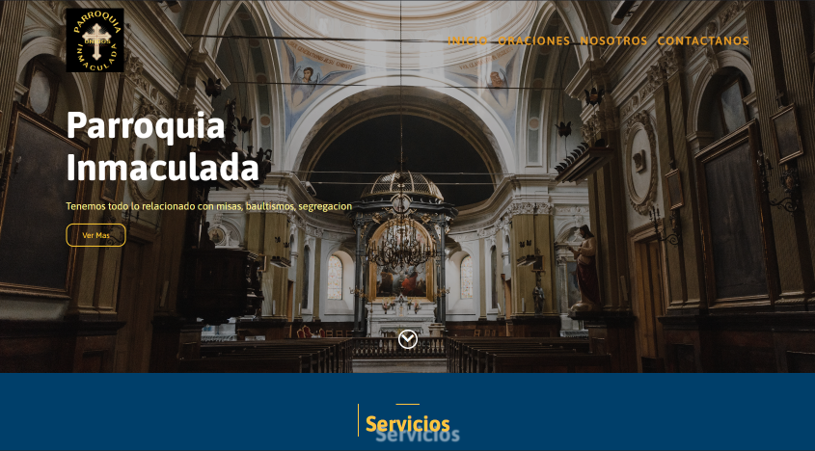 PARROQUIA
INMACULADA
INICIO ORACIONES NOSOTROS CONTACTANOS
Parroquia
Inmaculada
Tenemos todo lo relacionado con misas, baultismos, segregacion
Ver Mas
Servicios
Servicios